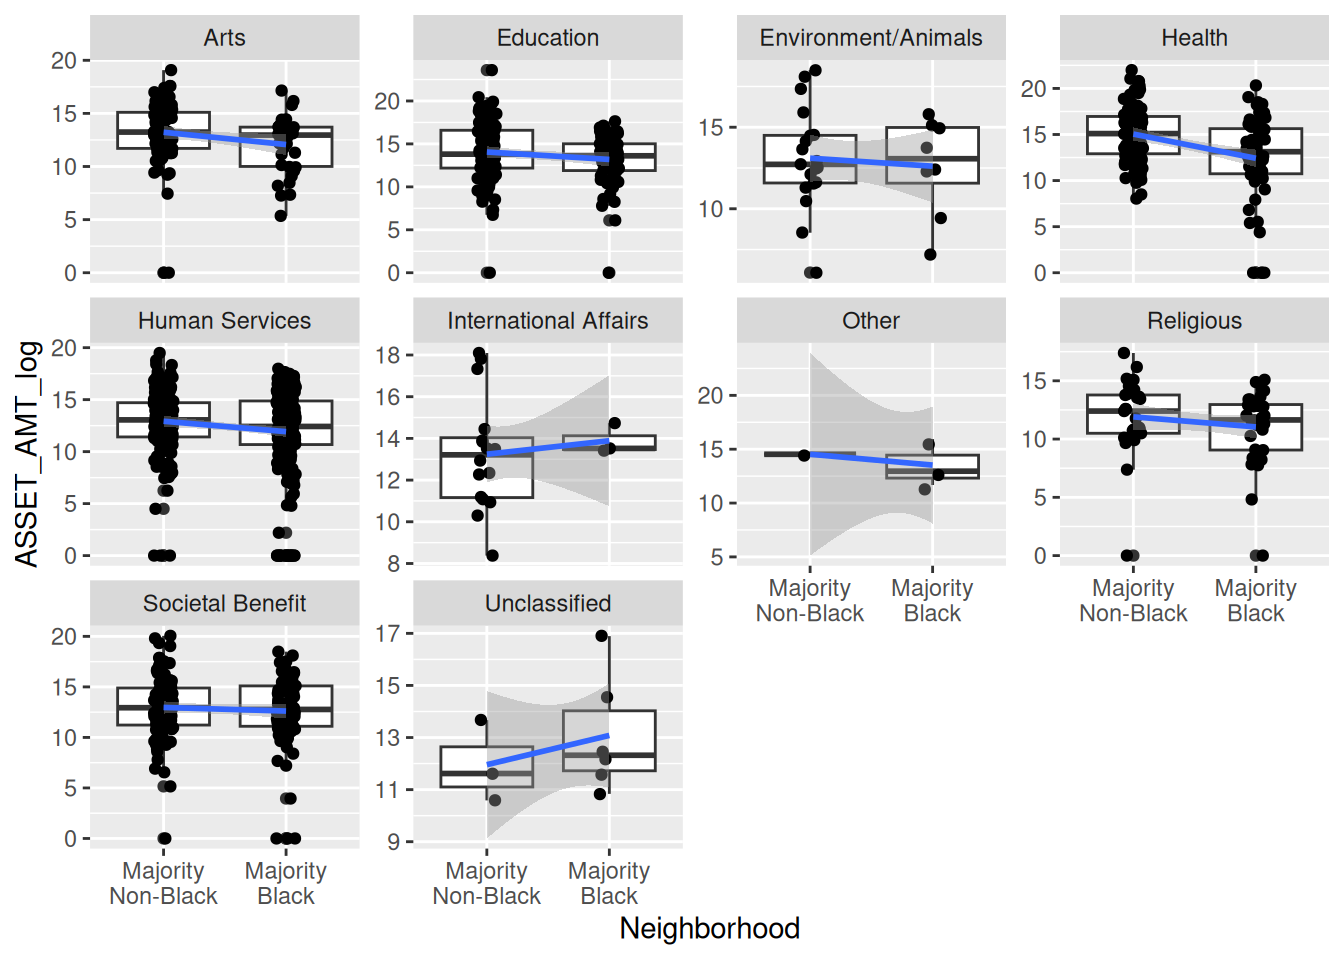 Arts
Education
Environment/Animals
Health
20
15
10
5
0
20
15
10
5
0
15
10
20
15
10
5
0
Human Services
International Affairs
Other
Religious
20
15
10
5
0
18
16
14
12
10
8
20
15
10
5
15
10
5
0
Majority
Non-Black
Majority
Black
Majority
Non-Black
Majority
Black
Societal Benefit
Unclassified
20
15
10
5
0
17
15
13
11
9
Majority
Non-Black
Majority
Black
Majority
Non-Black
Majority
Black
ASSET_AMT_log
Neighborhood